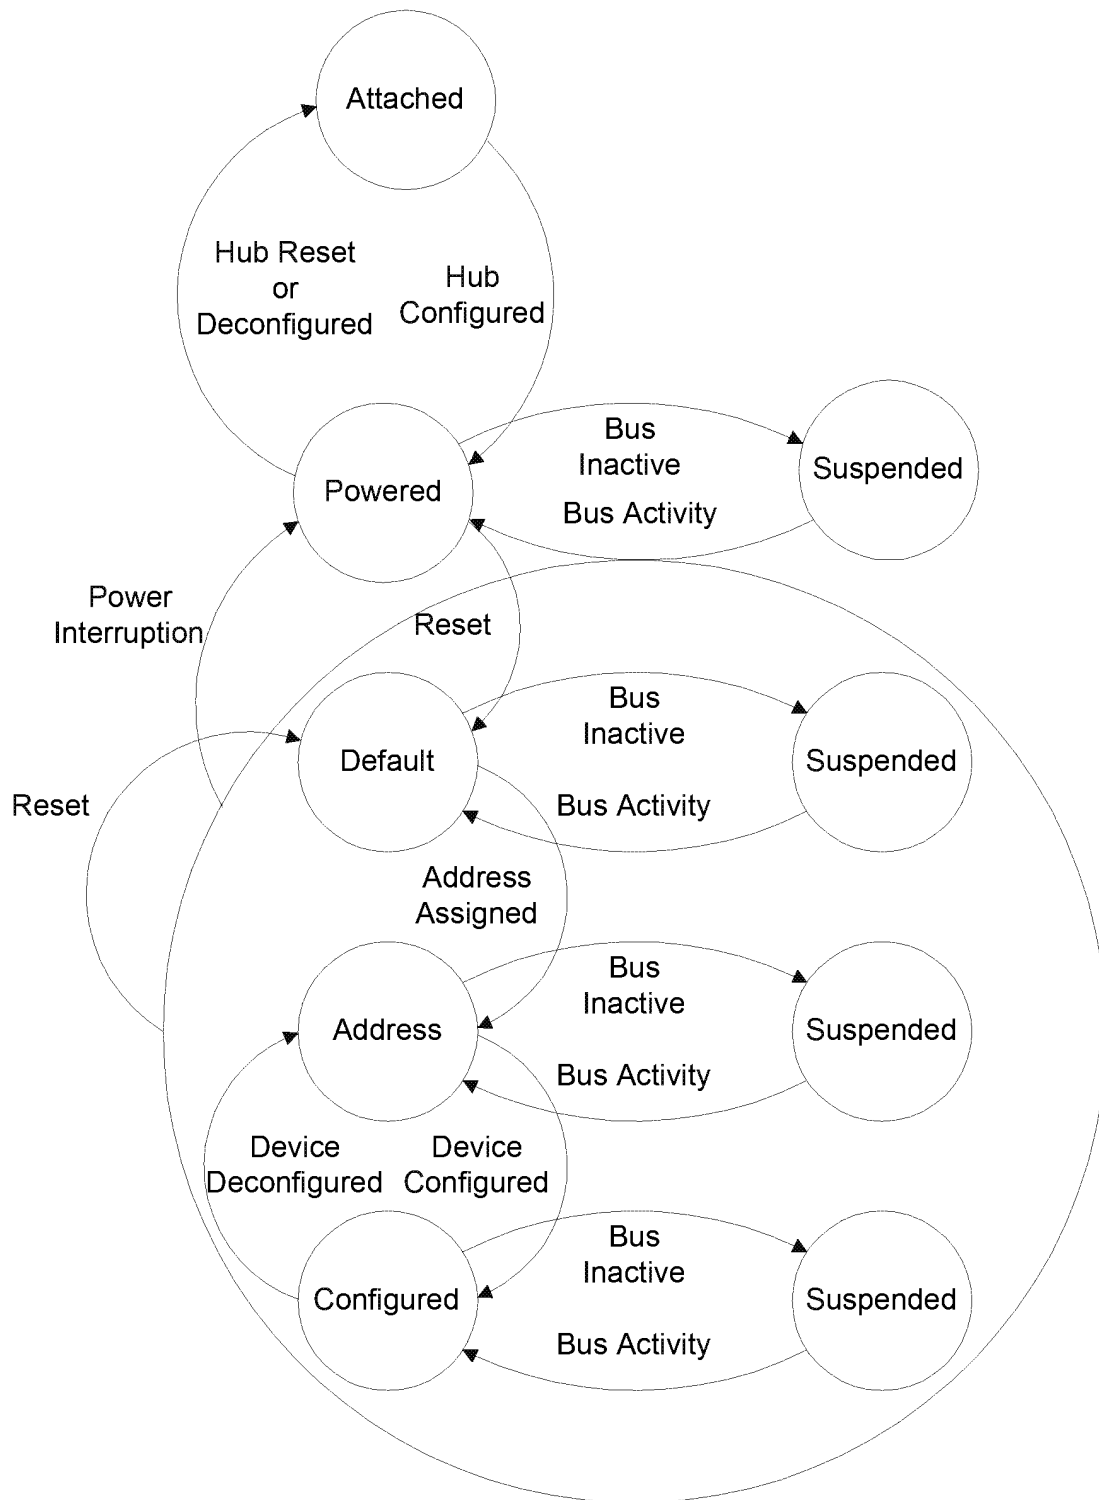 Attached
Hub Reset
or
Deconfigured
Hub
Configured
Powered
Bus
Inactive
Bus Activity
Suspended
Power
Interruption
Reset
Default
Bus
Inactive
Bus Activity
Suspended
Reset
Address
Assigned
Address
Bus
Inactive
Bus Activity
Suspended
Device
Deconfigured
Device
Configured
Configured
Bus
Inactive
Bus Activity
Suspended